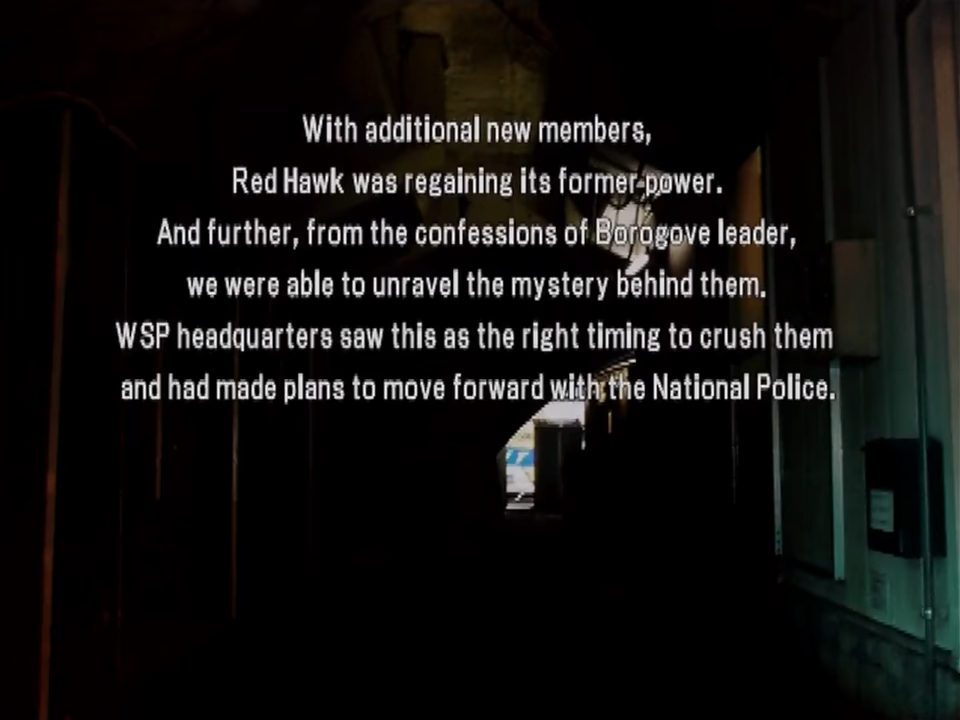 With additional new members,
Red Hawk was regaining its former power.
And further, from the confessions of Borogove leader,
we were able to unravel the mystery behind them.
WSP headquarters saw this as the right timing to crush them
and had made plans to move forward with the National Police.